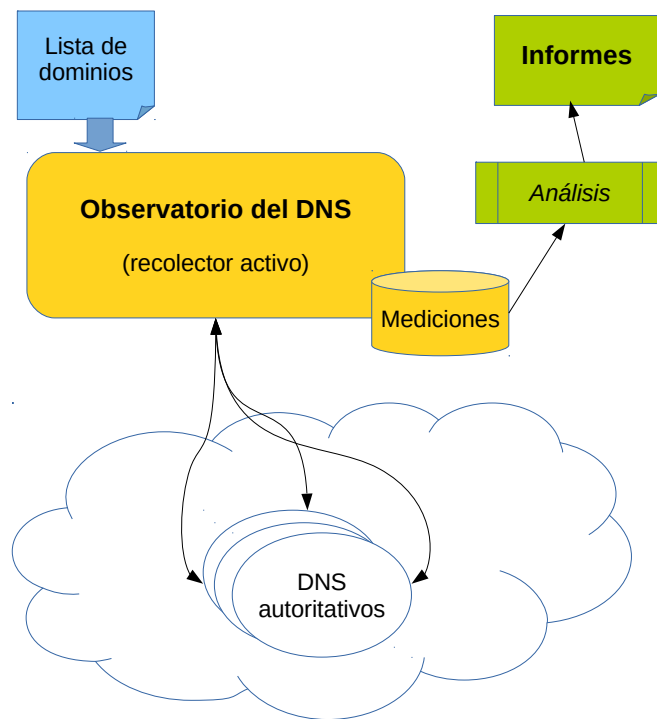 Lista de
dominios
Informes
Observatorio del DNS
(recolector activo)
Análisis
Mediciones
DNS
autoritativos